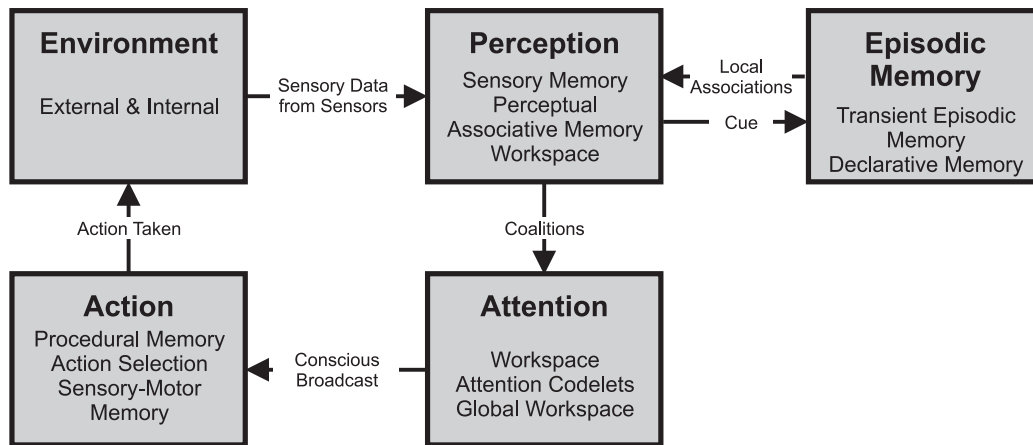 Environment
External & Internal
Sensory Data
from Sensors
Perception
Sensory Memory
Perceptual
Associative Memory
Workspace
Local
Associations
Cue
Episodic
Memory
Transient Episodic
Memory
Declarative Memory
Action Taken
Coalitions
Action
Procedural Memory
Action Selection
Sensory-Motor
Memory
Conscious
Broadcast
Attention
Workspace
Attention Codelets
Global Workspace